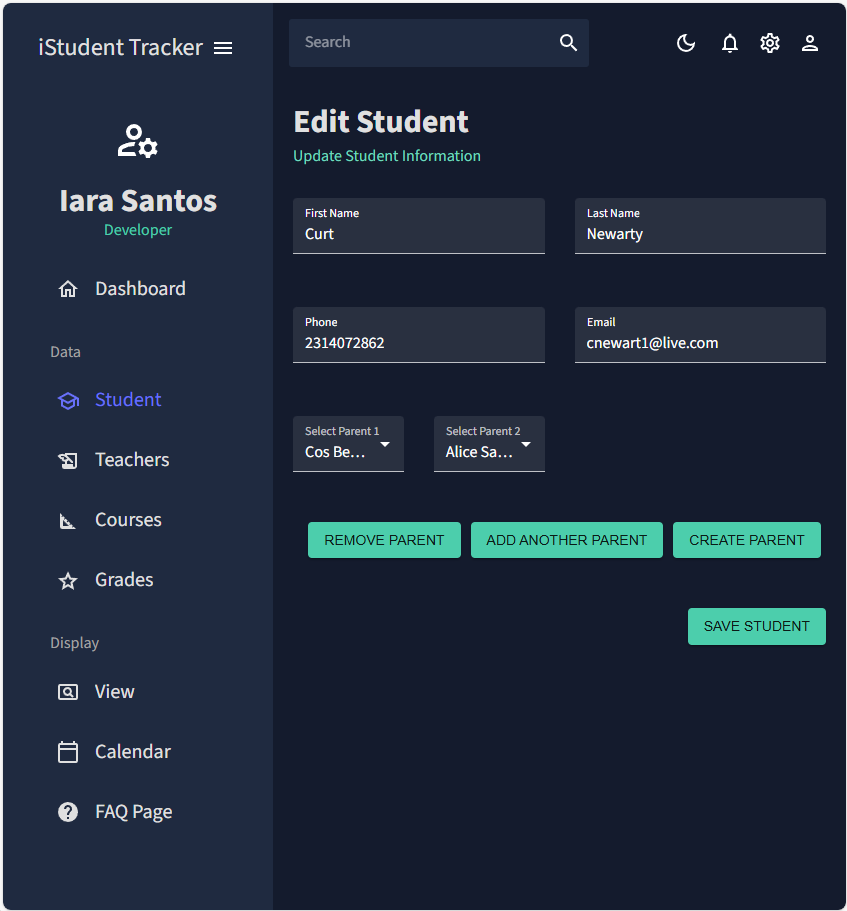 iStudent Tracker
Search
Iara Santos
Developer
Dashboard
Data
Student
Teachers
Courses
Grades
Display
View
Calendar
FAQ Page
Edit Student
Update Student Information
First Name
Curt
Last Name
Newarty
Phone
2314072862
Email
cnewart1@live.com
Select Parent 1
Cos Be...
Select Parent 2
Alice Sa...
REMOVE PARENT
ADD ANOTHER PARENT
CREATE PARENT
SAVE STUDENT